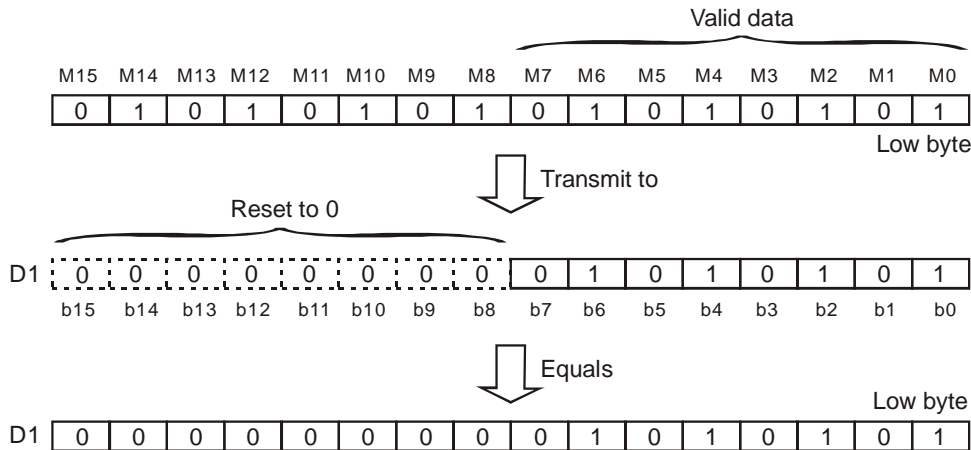 Valid data
M15 M14 M13 M12 M11 M10 M9 M8 M7 M6 M5 M4 M3 M2 M1 M0
0 1 0 1 0 1 0 1 0 1 0 1 0 1 0 1
Low byte
Transmit to
Reset to 0
D1 0 0 0 0 0 0 0 0 0 1 0 1 0 1 0 1
b15 b14 b13 b12 b11 b10 b9 b8 b7 b6 b5 b4 b3 b2 b1 b0
Equals
Low byte
D1 0 0 0 0 0 0 0 0 0 1 0 1 0 1 0 1